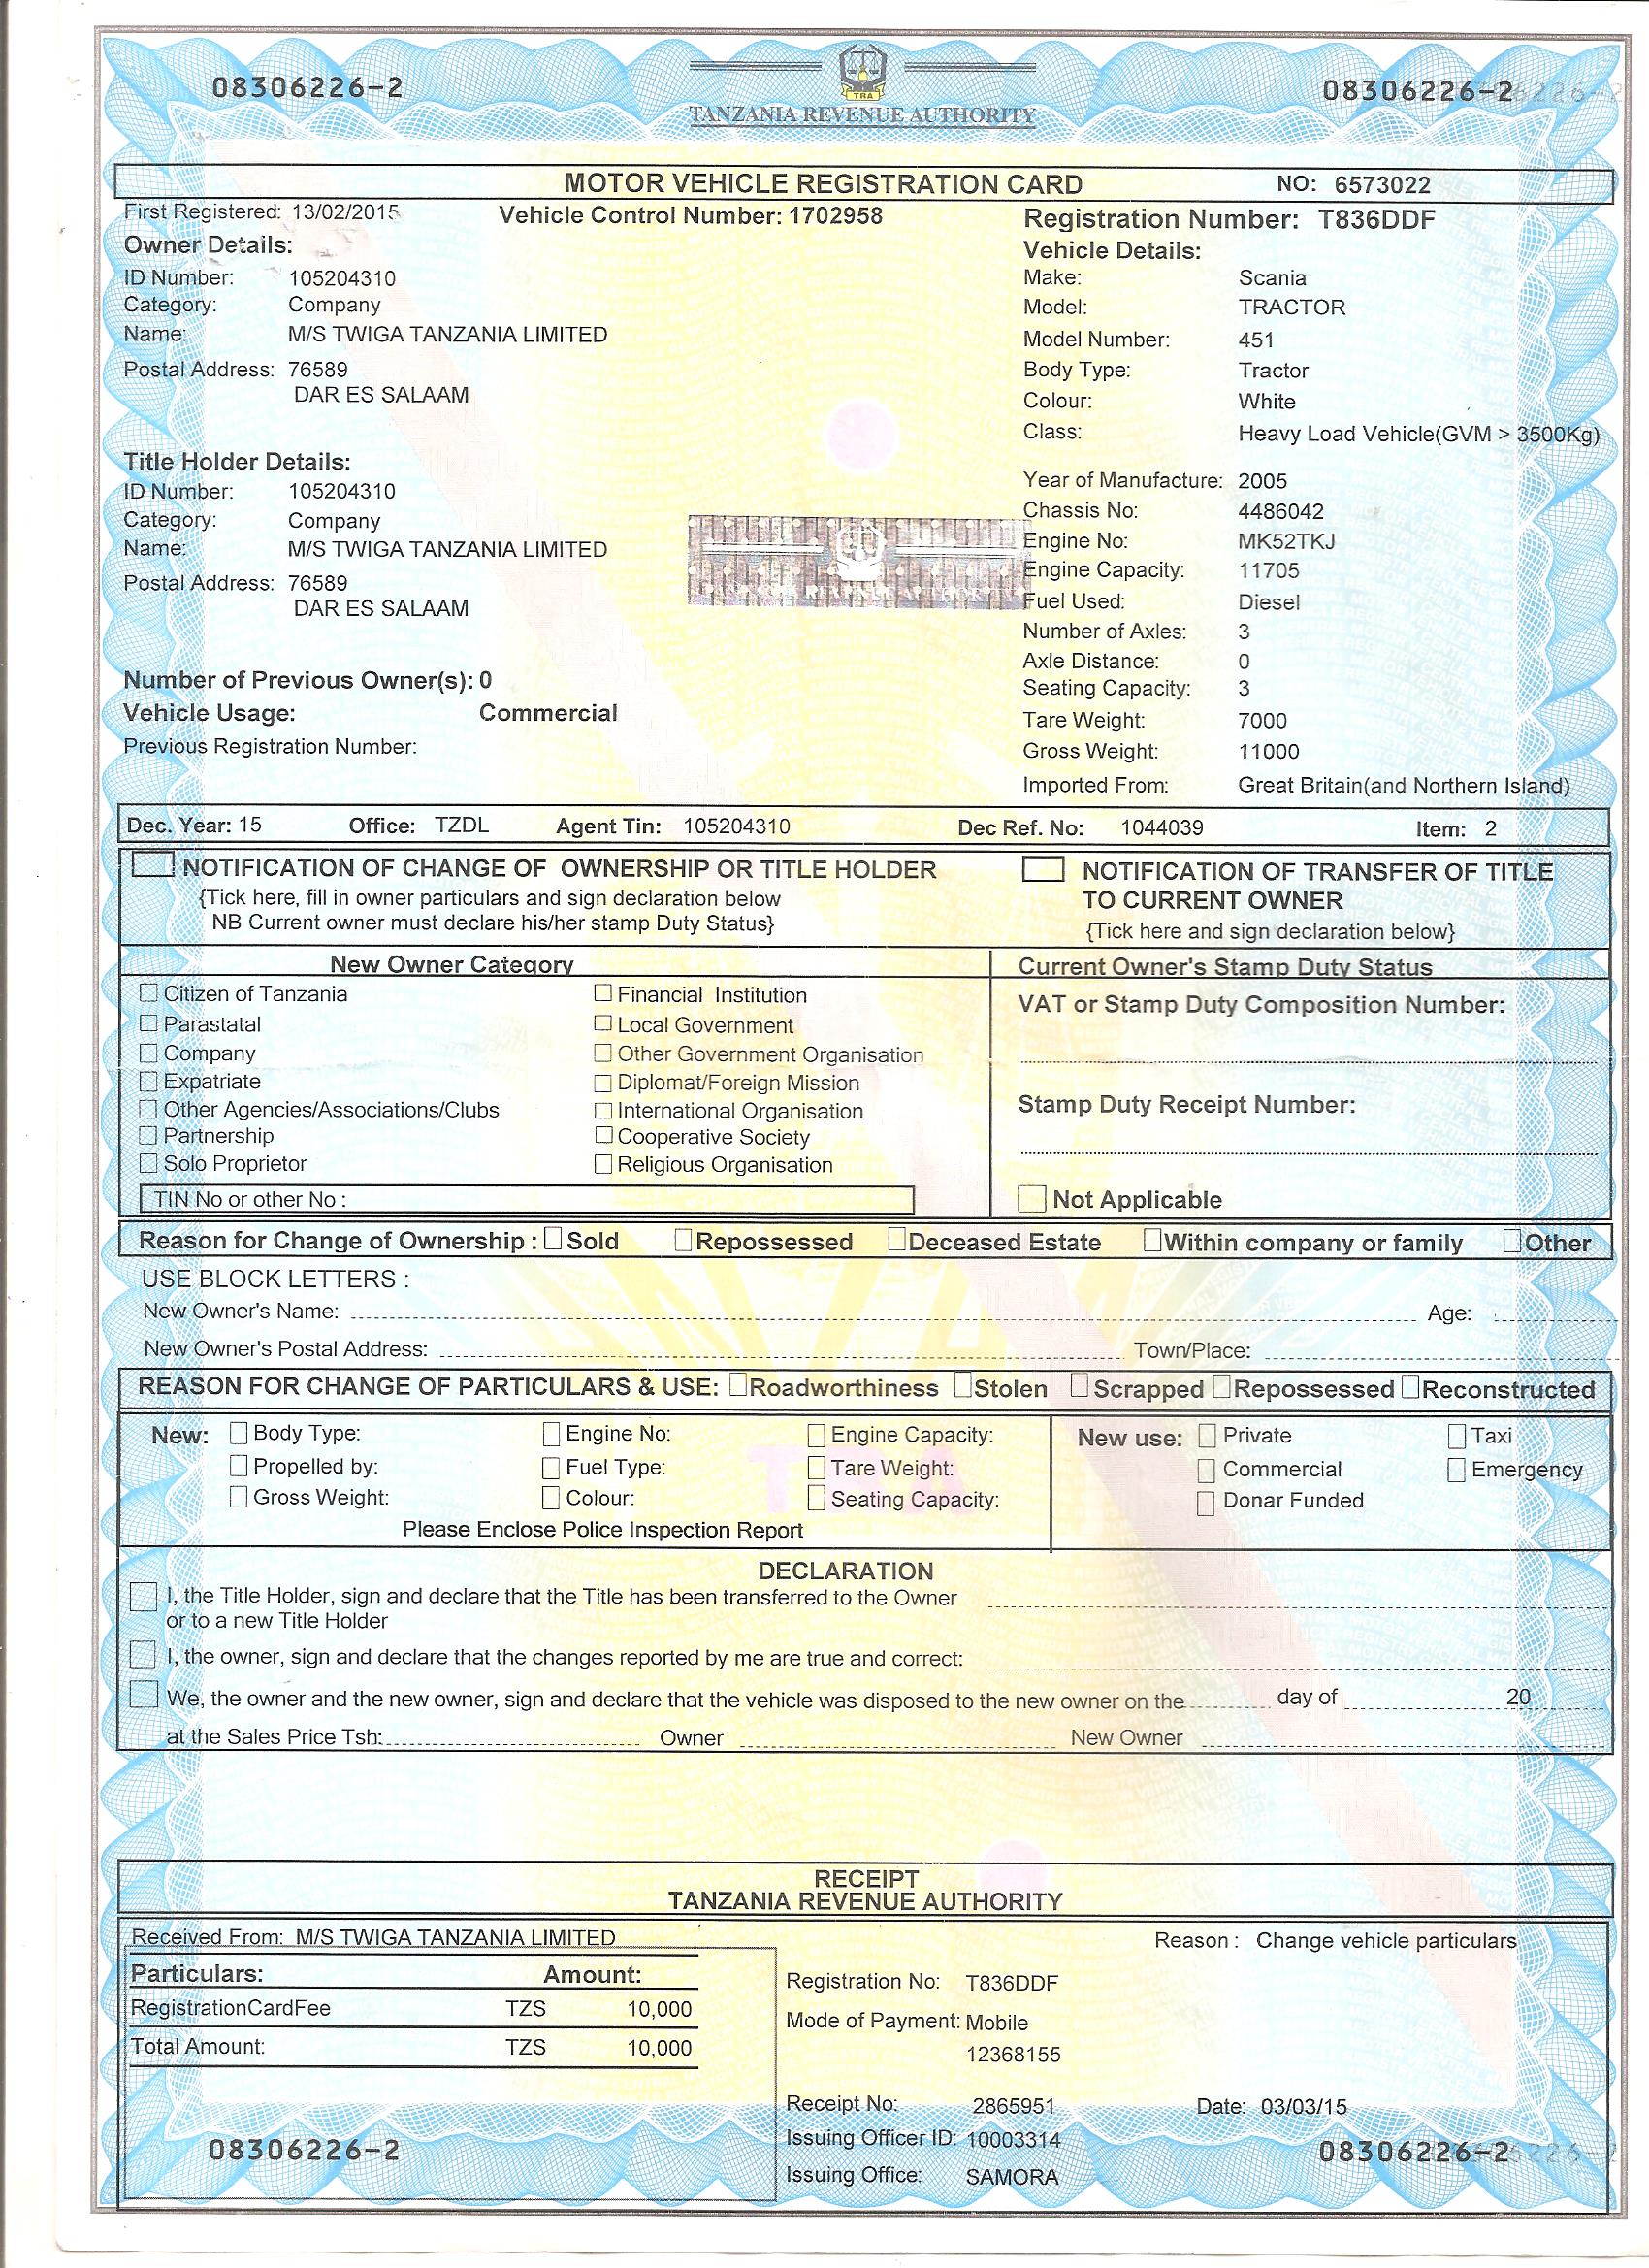 08306226-2
08306226-2
TRA
TANZANIA REVENUE AUTHORITY
MOTOR VEHICLE REGISTRATION CARD NO: 6573022
First Registered: 13/02/2015 Vehicle Control Number: 1702958 Registration Number: T836DDF
Owner Details:
ID Number: 105204310
Category: Company
Name: M/S TWIGA TANZANIA LIMITED
Postal Address: 76589
DAR ES SALAAM
Title Holder Details:
ID Number: 105204310
Category: Company
Name: M/S TWIGA TANZANIA LIMITED
Postal Address: 76589
DAR ES SALAAM
Number of Previous Owner(s): 0
Vehicle Usage: Commercial
Previous Registration Number:
Vehicle Details:
Make: Scania
Model: TRACTOR
Model Number: 451
Body Type: Tractor
Colour: White
Class: Heavy Load Vehicle(GVM > 3500Kg)
Year of Manufacture: 2005
Chassis No: 4486042
Engine No: MK52TKJ
Engine Capacity: 11705
Fuel Used: Diesel
Number of Axles: 3
Axle Distance: 0
Seating Capacity: 3
Tare Weight: 7000
Gross Weight: 11000
Imported From: Great Britain(and Northern Island)
Dec. Year: 15 Office: TZDL Agent Tin: 105204310 Dec Ref. No: 1044039 Item: 2
NOTIFICATION OF CHANGE OF OWNERSHIP OR TITLE HOLDER
{Tick here, fill in owner particulars and sign declaration below
NB Current owner must declare his/her stamp Duty Status}
NOTIFICATION OF TRANSFER OF TITLE
TO CURRENT OWNER
{Tick here and sign declaration below}
New Owner Category
Citizen of Tanzania Financial Institution
Parastatal Local Government
Company Other Government Organisation
Expatriate Diplomat/Foreign Mission
Other Agencies/Associations/Clubs International Organisation
Partnership Cooperative Society
Solo Proprietor Religious Organisation
TIN No or other No :
Current Owner's Stamp Duty Status
VAT or Stamp Duty Composition Number:
Stamp Duty Receipt Number:
Not Applicable
Reason for Change of Ownership : Sold Repossessed Deceased Estate Within company or family Other
USE BLOCK LETTERS :
New Owner's Name: Age:
New Owner's Postal Address: Town/Place:
REASON FOR CHANGE OF PARTICULARS & USE: Roadworthiness Stolen Scrapped Repossessed Reconstructed
New: Body Type: Engine No: Engine Capacity:
Propelled by: Fuel Type: Tare Weight:
Gross Weight: Colour: Seating Capacity:
Please Enclose Police Inspection Report
New use: Private Taxi
Commercial Emergency
Donar Funded
TRA
DECLARATION
I, the Title Holder, sign and declare that the Title has been transferred to the Owner
or to a new Title Holder
I, the owner, sign and declare that the changes reported by me are true and correct:
We, the owner and the new owner, sign and declare that the vehicle was disposed to the new owner on the day of 20
at the Sales Price Tsh: Owner New Owner
RECEIPT
TANZANIA REVENUE AUTHORITY
Received From: M/S TWIGA TANZANIA LIMITED
Particulars: Amount:
RegistrationCardFee TZS 10,000
Total Amount: TZS 10,000
Reason : Change vehicle particulars
Registration No: T836DDF
Mode of Payment: Mobile
12368155
Receipt No: 2865951 Date: 03/03/15
Issuing Officer ID: 10003314
Issuing Office: SAMORA
08306226-2
08306226-2